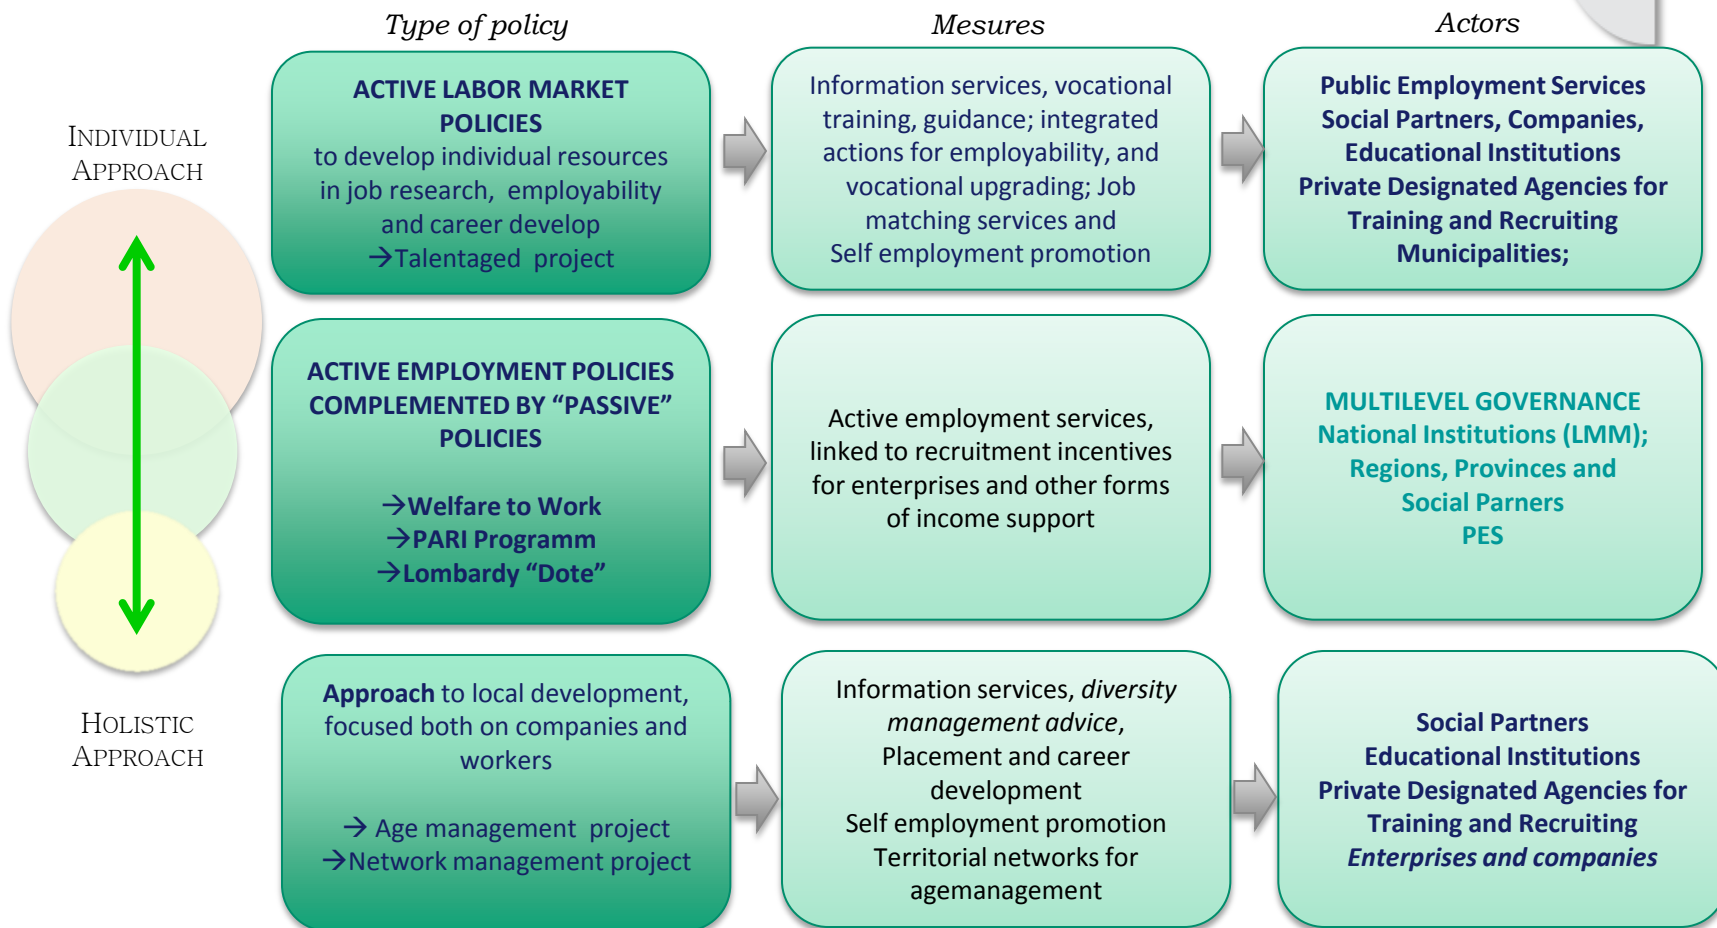 Type of policy
Mesures
Actors
INDIVIDUAL
APPROACH
ACTIVE LABOR MARKET
POLICIES
to develop individual resources
in job research, employability
and career develop
→Talentaged project
Information services, vocational
training, guidance; integrated
actions for employability, and
vocational upgrading; Job
matching services and
Self employment promotion
Public Employment Services
Social Partners, Companies,
Educational Institutions
Private Designated Agencies for
Training and Recruiting
Municipalities;
ACTIVE EMPLOYMENT POLICIES
COMPLEMENTED BY “PASSIVE”
POLICIES
→Welfare to Work
→PARI Programm
→Lombardy “Dote”
Active employment services,
linked to recruitment incentives
for enterprises and other forms
of income support
MULTILEVEL GOVERNANCE
National Institutions (LMM);
Regions, Provinces and
Social Parners
PES
HOLISTIC
APPROACH
Approach to local development,
focused both on companies and
workers
→ Age management project
→Network management project
Information services, diversity
management advice,
Placement and career
development
Self employment promotion
Territorial networks for
agemanagement
Social Partners
Educational Institutions
Private Designated Agencies for
Training and Recruiting
Enterprises and companies